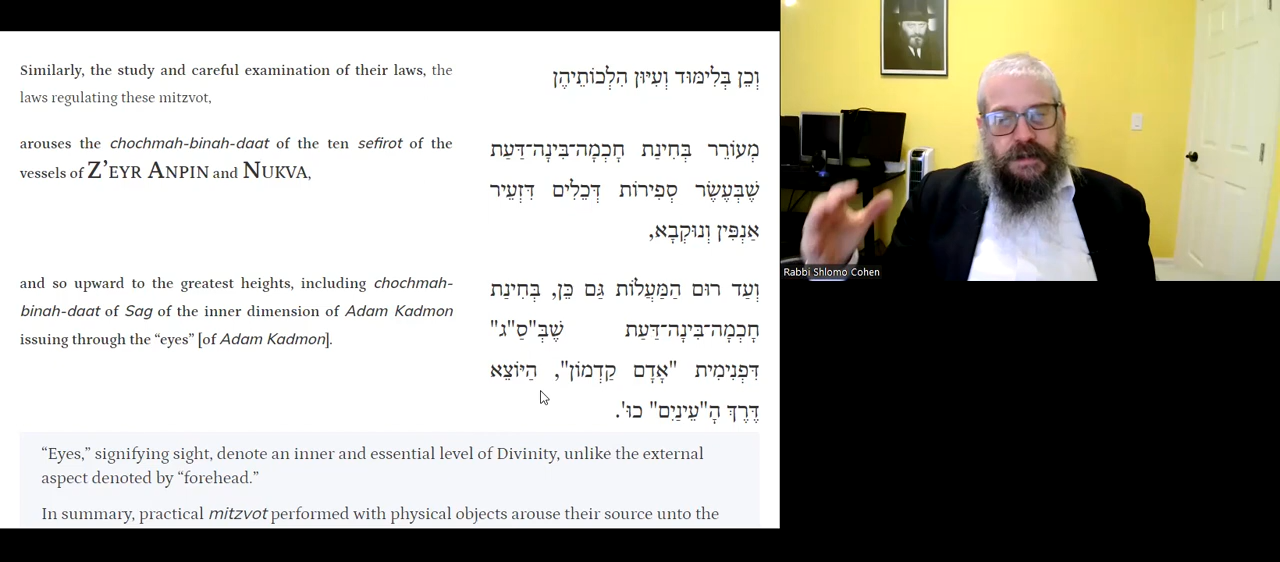 Similarly, the study and careful examination of their laws, the
laws regulating these mitzvot,
וְכֵן בְּלִימּוּד וְעִיּוּן הִלְכוֹתֵיהֶן
arouses the chochmah-binah-daat of the ten sefirot of the
vessels of Z’EYR ANPIN and NUKVA,
מְעוֹרֵר בְּחִינַת חָכְמָה־בִּינָה־דַּעַת
שֶׁבְּעֶשֶׂר סְפִירוֹת דְּכֵלִים דִּזְעֵיר
אַנְפִּין וְנוּקְבָא,
and so upward to the greatest heights, including chochmah-
binah-daat of Sag of the inner dimension of Adam Kadmon
issuing through the “eyes” [of Adam Kadmon].
וְעַד רוּם הַמַּעֲלוֹת גַּם כֵּן, בְּחִינַת
חָכְמָה־בִּינָה־דַּעַת שֶׁבְּ"סַ"ג"
דִּפְנִימִית "אָדָם קַדְמוֹן", הַיּוֹצֵא
דֶּרֶךְ הָ"עֵינַיִם" כוּ'.
“Eyes,” signifying sight, denote an inner and essential level of Divinity, unlike the external
aspect denoted by “forehead.”
In summary, practical mitzvot performed with physical objects arouse their source unto the
Rabbi Shlomo Cohen